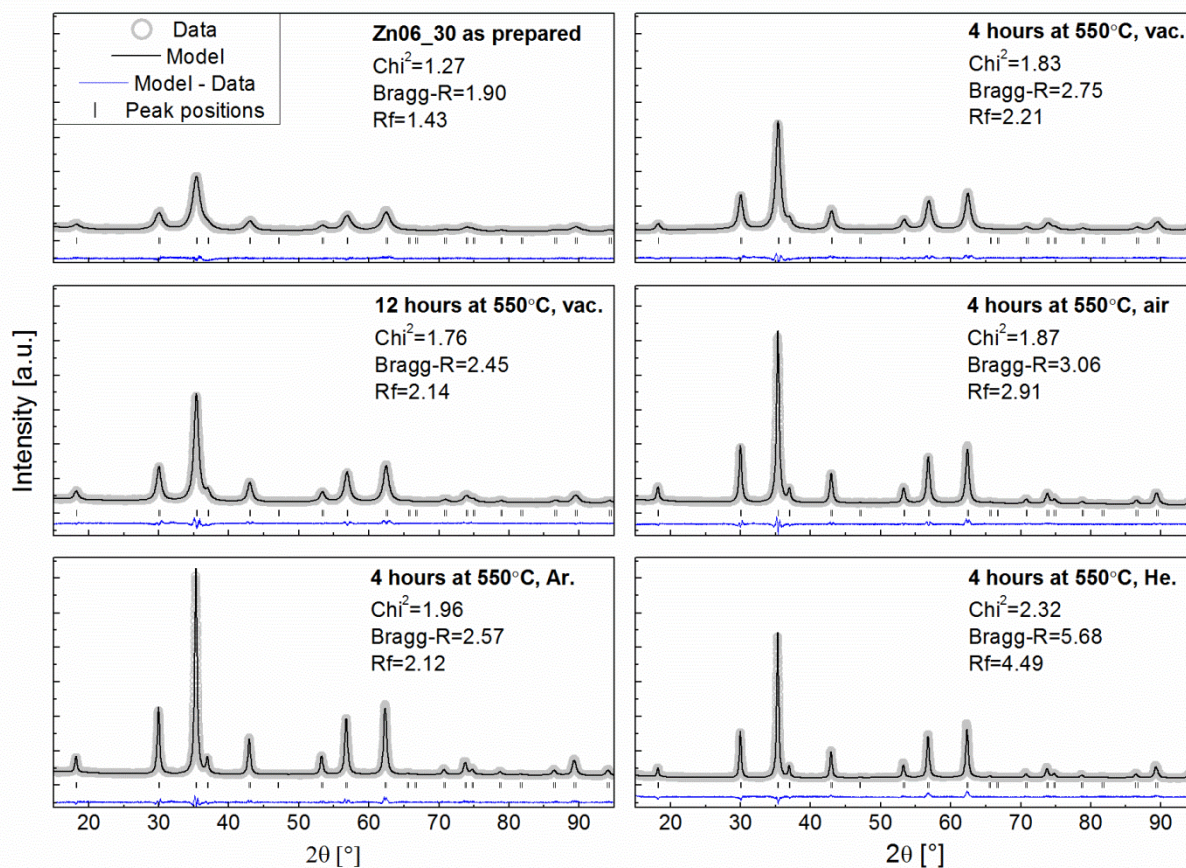 Data
Model
Model - Data
Peak positions
Zn06_30 as prepared
Chi²=1.27
Bragg-R=1.90
Rf=1.43
4 hours at 550°C, vac.
Chi²=1.83
Bragg-R=2.75
Rf=2.21
12 hours at 550°C, vac.
Chi²=1.76
Bragg-R=2.45
Rf=2.14
4 hours at 550°C, air
Chi²=1.87
Bragg-R=3.06
Rf=2.91
Intensity [a.u.]
4 hours at 550°C, Ar.
Chi²=1.96
Bragg-R=2.57
Rf=2.12
4 hours at 550°C, He.
Chi²=2.32
Bragg-R=5.68
Rf=4.49
20 30 40 50 60 70 80 90
20 30 40 50 60 70 80 90
2θ [°]
2θ [°]